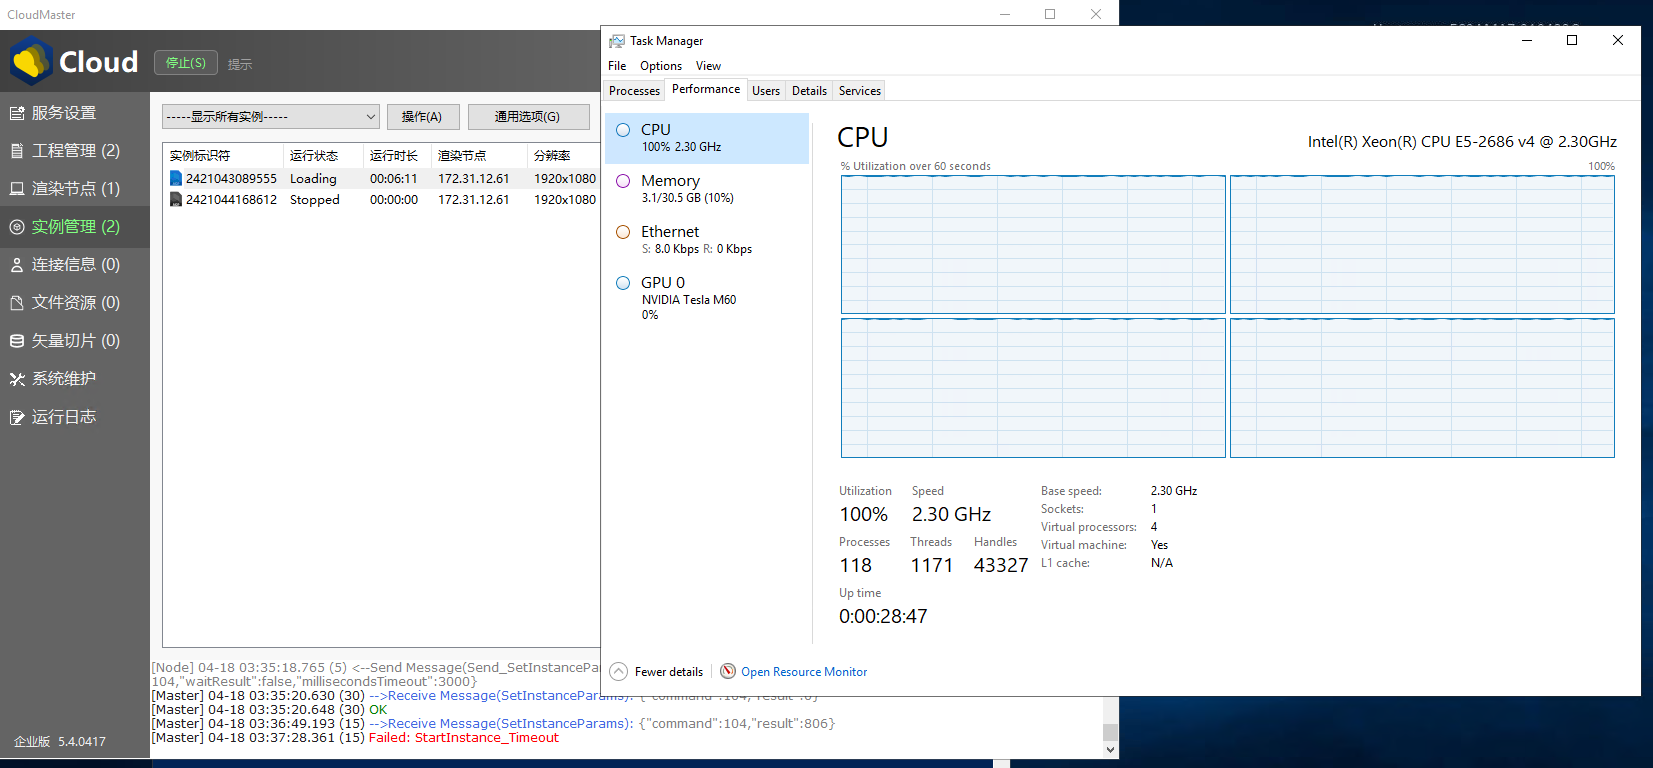 CloudMaster
Cloud
停止(S)
提示
服务设置
工程管理 (2)
渲染节点 (1)
实例管理 (2)
连接信息 (0)
文件资源 (0)
矢量切片 (0)
系统维护
运行日志
企业版 5.4.0417
-----显示所有实例-----
操作(A)
通用选项(G)
实例标识符 运行状态 运行时长 渲染节点 分辨率
2421043089555 Loading 00:06:11 172.31.12.61 1920x1080
2421044168612 Stopped 00:00:00 172.31.12.61 1920x1080
[Node] 04-18 03:35:18.765 (5) <--Send Message(Send_SetInstancePa
104,"waitResult":false,"millisecondsTimeout":3000}
[Master] 04-18 03:35:20.630 (30) -->Receive Message(SetInstanceParams): {"command":104,"result":0}
[Master] 04-18 03:35:20.648 (30) OK
[Master] 04-18 03:36:49.193 (15) -->Receive Message(SetInstanceParams): {"command":104,"result":806}
[Master] 04-18 03:37:28.361 (15) Failed: StartInstance_Timeout
Task Manager
File Options View
Processes Performance Users Details Services
CPU
100% 2.30 GHz
Memory
3.1/30.5 GB (10%)
Ethernet
S: 8.0 Kbps R: 0 Kbps
GPU 0
NVIDIA Tesla M60
0%
CPU
Intel(R) Xeon(R) CPU E5-2686 v4 @ 2.30GHz
% Utilization over 60 seconds 100%
Utilization Speed
100% 2.30 GHz
Processes Threads Handles
118 1171 43327
Up time
0:00:28:47
Base speed: 2.30 GHz
Sockets: 1
Virtual processors: 4
Virtual machine: Yes
L1 cache: N/A
Fewer details
Open Resource Monitor